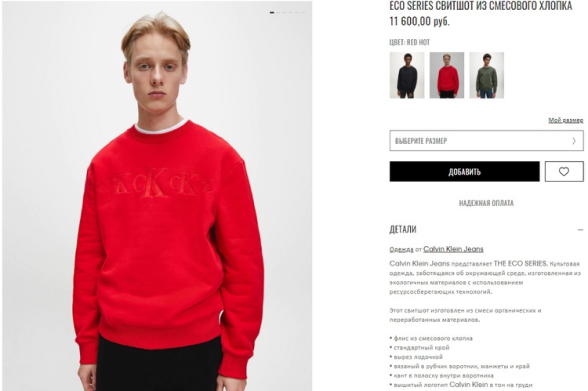 ECO SERIES СВИТШОТ ИЗ СМЕСОВОГО ХЛОПКА
11 600,00 руб.
ЦВЕТ: RED HOT
Мой размер
ВЫБЕРИТЕ РАЗМЕР
ДОБАВИТЬ
НАДЕЖНАЯ ОПЛАТА
ДЕТАЛИ
Одежда от Calvin Klein Jeans
Calvin Klein Jeans представляет THE ECO SERIES. Культовая
одежда, заботящаяся об окружающей среде, изготовленная из
экологичных материалов с использованием
ресурсосберегающих технологий.
Этот свитшот изготовлен из смеси органических и
переработанных материалов.
• флис из смесового хлопка
• стандартный крой
• вырез лодочкой
• вязаный в рубчик воротник, манжеты и край
• кант в полоску внутри воротника
• вышитый логотип Calvin Klein в тон на груди